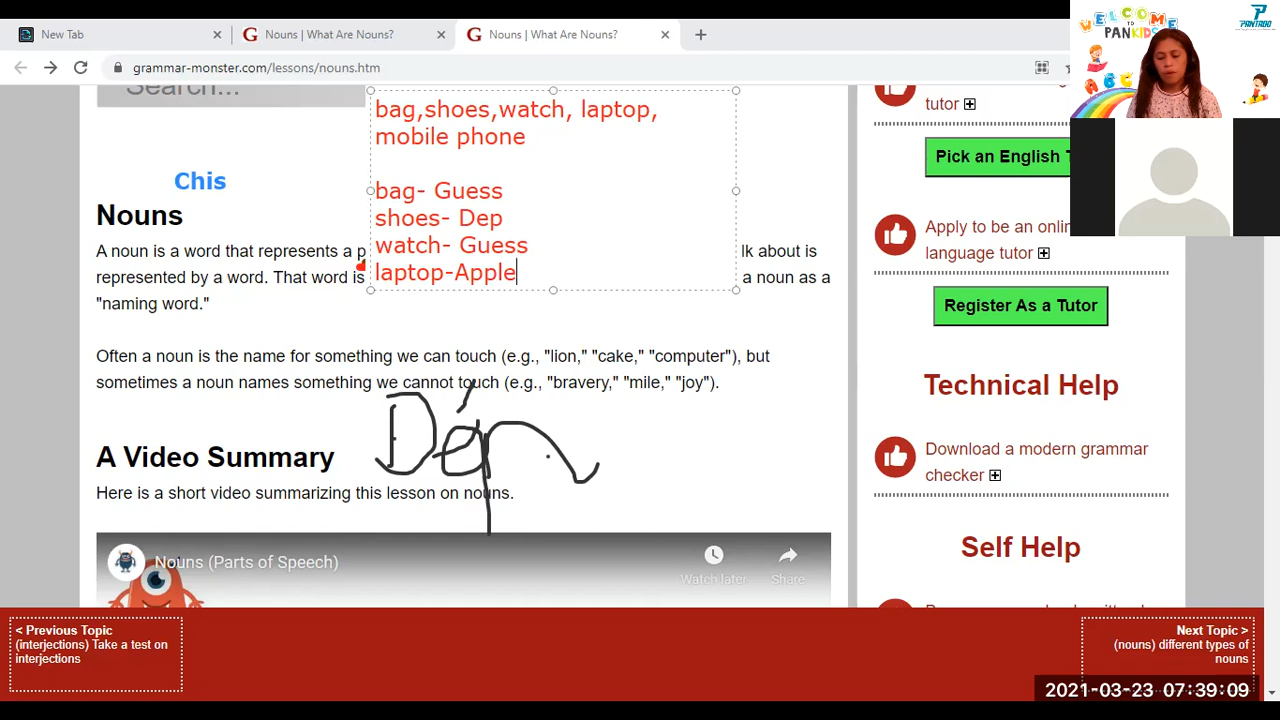 New Tab
Nouns | What Are Nouns?
Nouns | What Are Nouns?
grammar-monster.com/lessons/nouns.htm
WELCOME
TO
PANKIDS
ABC
PANTABO
Search...
bag,shoes,watch, laptop,
mobile phone
bag- Guess
shoes- Dep
watch- Guess
laptop-Apple
Chis
Nouns
A noun is a word that represents a p
lk about is
represented by a word. That word is
a noun as a
"naming word."
Often a noun is the name for something we can touch (e.g., "lion," "cake," "computer"), but
sometimes a noun names something we cannot touch (e.g., "bravery," "mile," "joy").
Dép
A Video Summary
Here is a short video summarizing this lesson on nouns.
Nouns (Parts of Speech)
Watch later
Share
tutor
Pick an English T
Apply to be an onl
language tutor
Register As a Tutor
Technical Help
Download a modern grammar
checker
Self Help
< Previous Topic
(interjections) Take a test on
interjections
Next Topic >
(nouns) different types of
nouns
2021-03-23 07:39:09